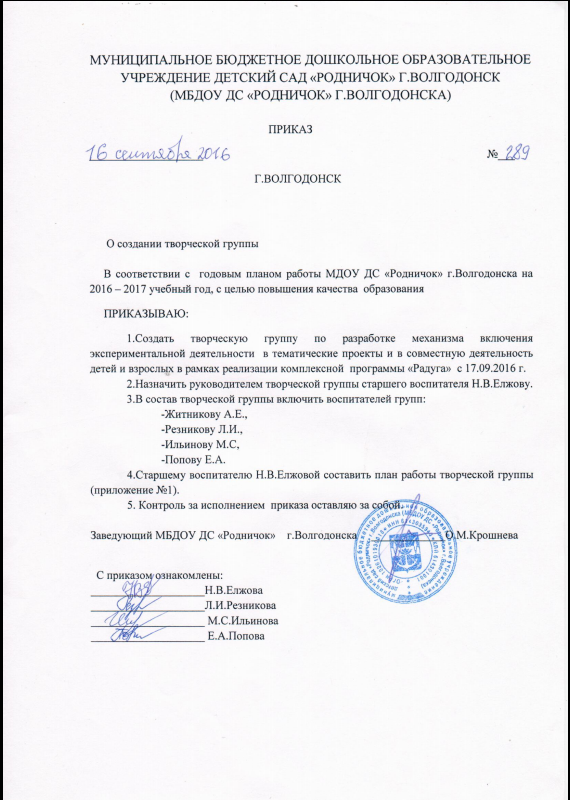 МУНИЦИПАЛЬНОЕ БЮДЖЕТНОЕ ДОШКОЛЬНОЕ ОБРАЗОВАТЕЛЬНОЕ
УЧРЕЖДЕНИЕ ДЕТСКИЙ САД «РОДНИЧОК» Г.ВОЛГОДОНСК
(МБДОУ ДС «РОДНИЧОК» Г.ВОЛГОДОНСКА)
ПРИКАЗ
16 сентября 2016 № 289
Г.ВОЛГОДОНСК
О создании творческой группы
В соответствии с годовым планом работы МДОУ ДС «Родничок» г.Волгодонска на
2016 – 2017 учебный год, с целью повышения качества образования
ПРИКАЗЫВАЮ:
1.Создать творческую группу по разработке механизма включения
экспериментальной деятельности в тематические проекты и в совместную деятельность
детей и взрослых в рамках реализации комплексной программы «Радуга» с 17.09.2016 г.
2.Назначить руководителем творческой группы старшего воспитателя Н.В.Елжову.
3.В состав творческой группы включить воспитателей групп:
-Житникову А.Е.,
-Резникову Л.И.,
-Ильинову М.С,
-Попову Е.А.
4.Старшему воспитателю Н.В.Елжовой составить план работы творческой группы
(приложение №1).
5. Контроль за исполнением приказа оставляю за собой.
Заведующий МБДОУ ДС «Родничок» г.Волгодонска О.М.Крошнева
С приказом ознакомлены:
Н.В.Елжова
Л.И.Резникова
М.С.Ильинова
Е.А.Попова